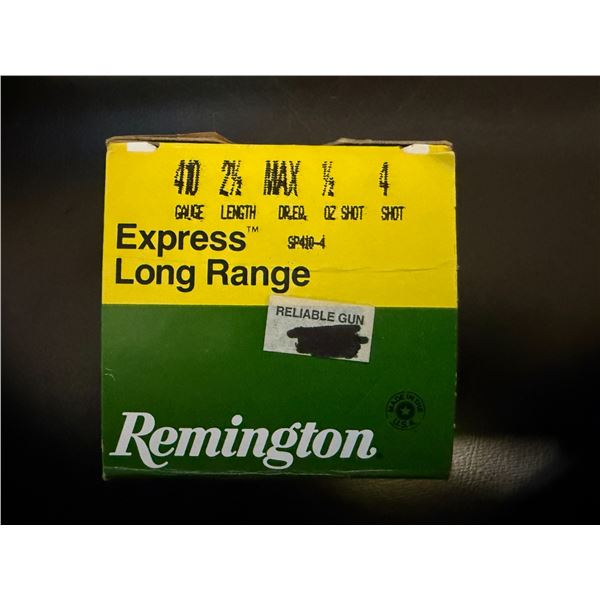 410 2½ MAX ½ 4
GAUGE LENGTH DR.EQ. OZ SHOT SHOT
Express™ SP410-4
Long Range
RELIABLE GUN
MADE IN THE
U.S.A.
Remington